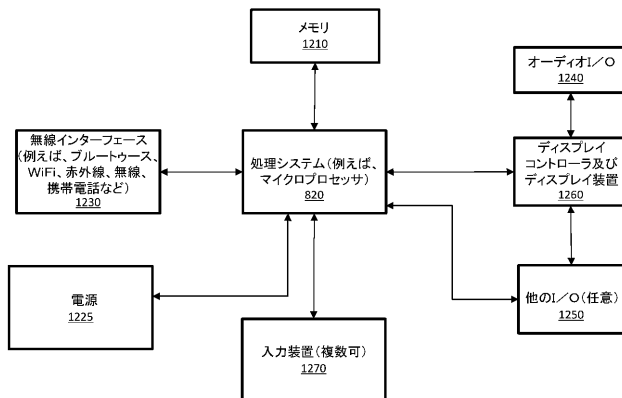 メモリ
1210
オーディオI/O
1240
無線インターフェース
(例えば、ブルートゥース、
WiFi、赤外線、無線、
携帯電話など)
1230
処理システム(例えば、
マイクロプロセッサ)
820
ディスプレイ
コントローラ及び
ディスプレイ装置
1260
電源
1225
他のI/O(任意)
1250
入力装置(複数可)
1270